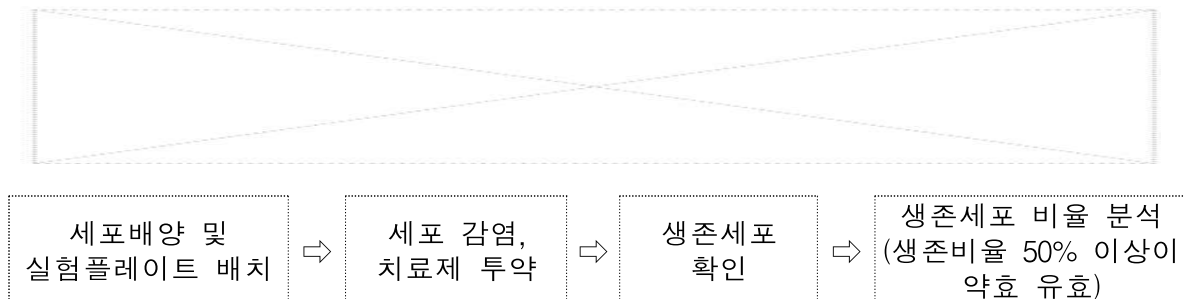 세포배양 및
실험플레이트 배치
⇨
세포 감염,
치료제 투약
⇨
생존세포
확인
⇨
생존세포 비율 분석
(생존비율 50% 이상이
약효 유효)